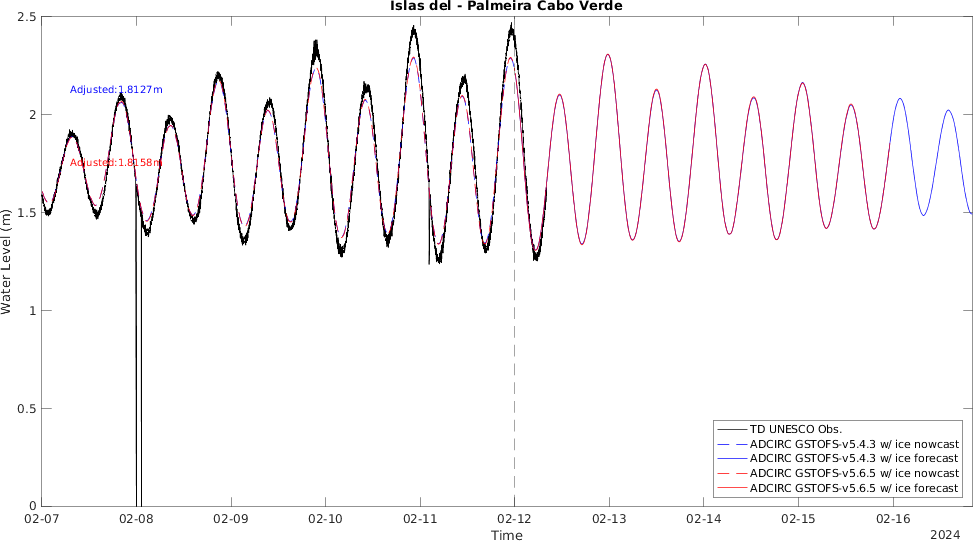 Islas del - Palmeira Cabo Verde
2.5
2
1.5
1
0.5
0
Water Level (m)
Adjusted:1.8127m
Adjusted:1.8158m
TD UNESCO Obs.
ADCIRC GSTOFS-v5.4.3 w/ ice nowcast
ADCIRC GSTOFS-v5.4.3 w/ ice forecast
ADCIRC GSTOFS-v5.6.5 w/ ice nowcast
ADCIRC GSTOFS-v5.6.5 w/ ice forecast
02-07 02-08 02-09 02-10 02-11 02-12 02-13 02-14 02-15 02-16
Time
2024